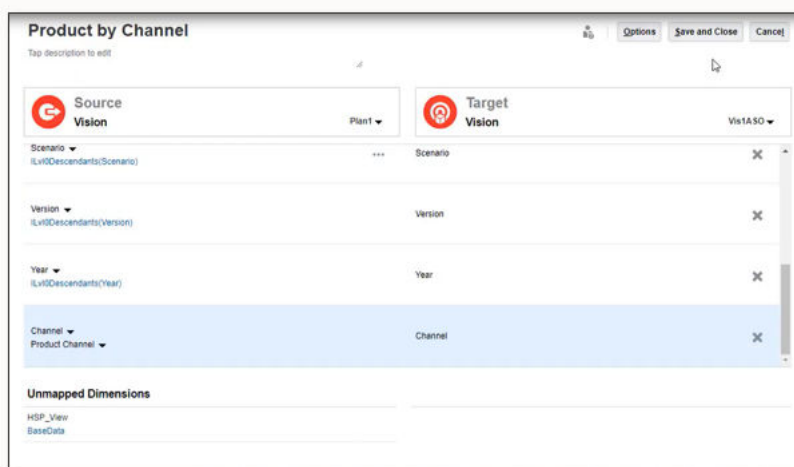 Product by Channel
Options Save and Close Cancel
Tap description to edit
Source
Vision
Plan1
Target
Vision
Vis1ASO
Scenario
ILvl0Descendants(Scenario)
Scenario
Version
ILvl0Descendants(Version)
Version
Year
ILvl0Descendants(Year)
Year
Channel
Product Channel
Channel
Unmapped Dimensions
HSP_View
BaseData